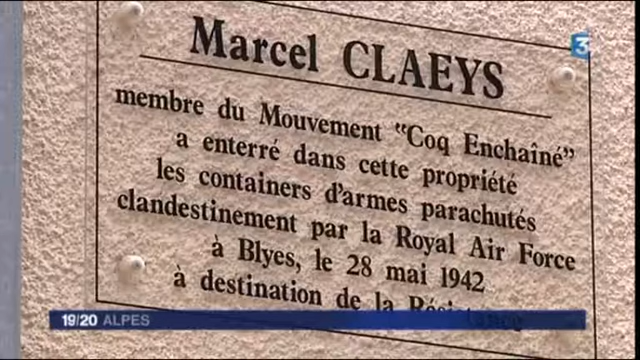 3
Marcel CLAEYS
membre du Mouvement "Coq Enchaîné"
a enterré dans cette propriété
les containers d'armes parachutés
clandestinement par la Royal Air Force
à Blyes, le 28 mai 1942
à destination de la Résistance
19/20 ALPES